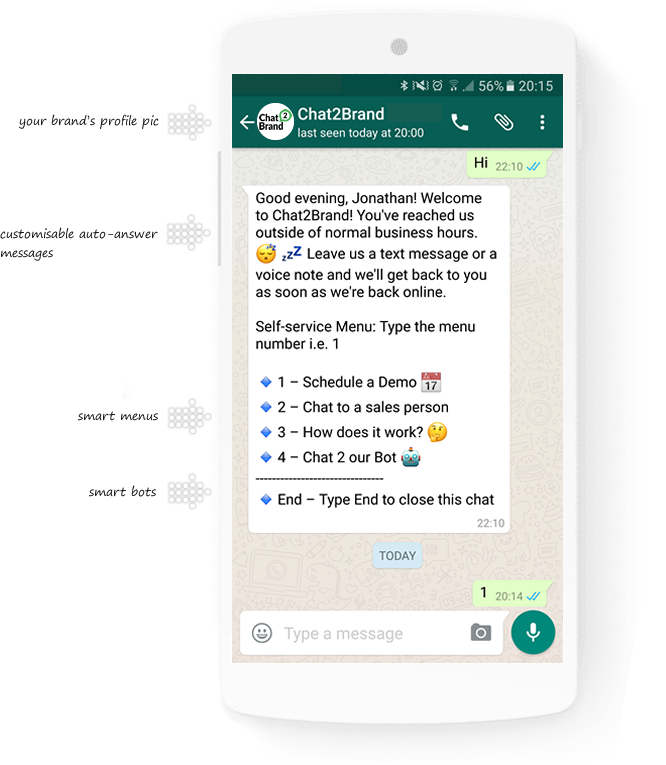 56% 20:15
your brand's profile pic
Chat 2 Brand
Chat2Brand
last seen today at 20:00
Hi 22:10
customisable auto-answer
messages
Good evening, Jonathan! Welcome
to Chat2Brand! You've reached us
outside of normal business hours.
😴 💤 Leave us a text message or a
voice note and we'll get back to you
as soon as we're back online.
Self-service Menu: Type the menu
number i.e. 1
smart menus
🔹 1 – Schedule a Demo 📅
🔹 2 – Chat to a sales person
🔹 3 – How does it work? 🤔
smart bots
🔹 4 – Chat 2 our Bot 🤖
-------------------------------
🔹 End – Type End to close this chat
22:10
TODAY
1 20:14
Type a message